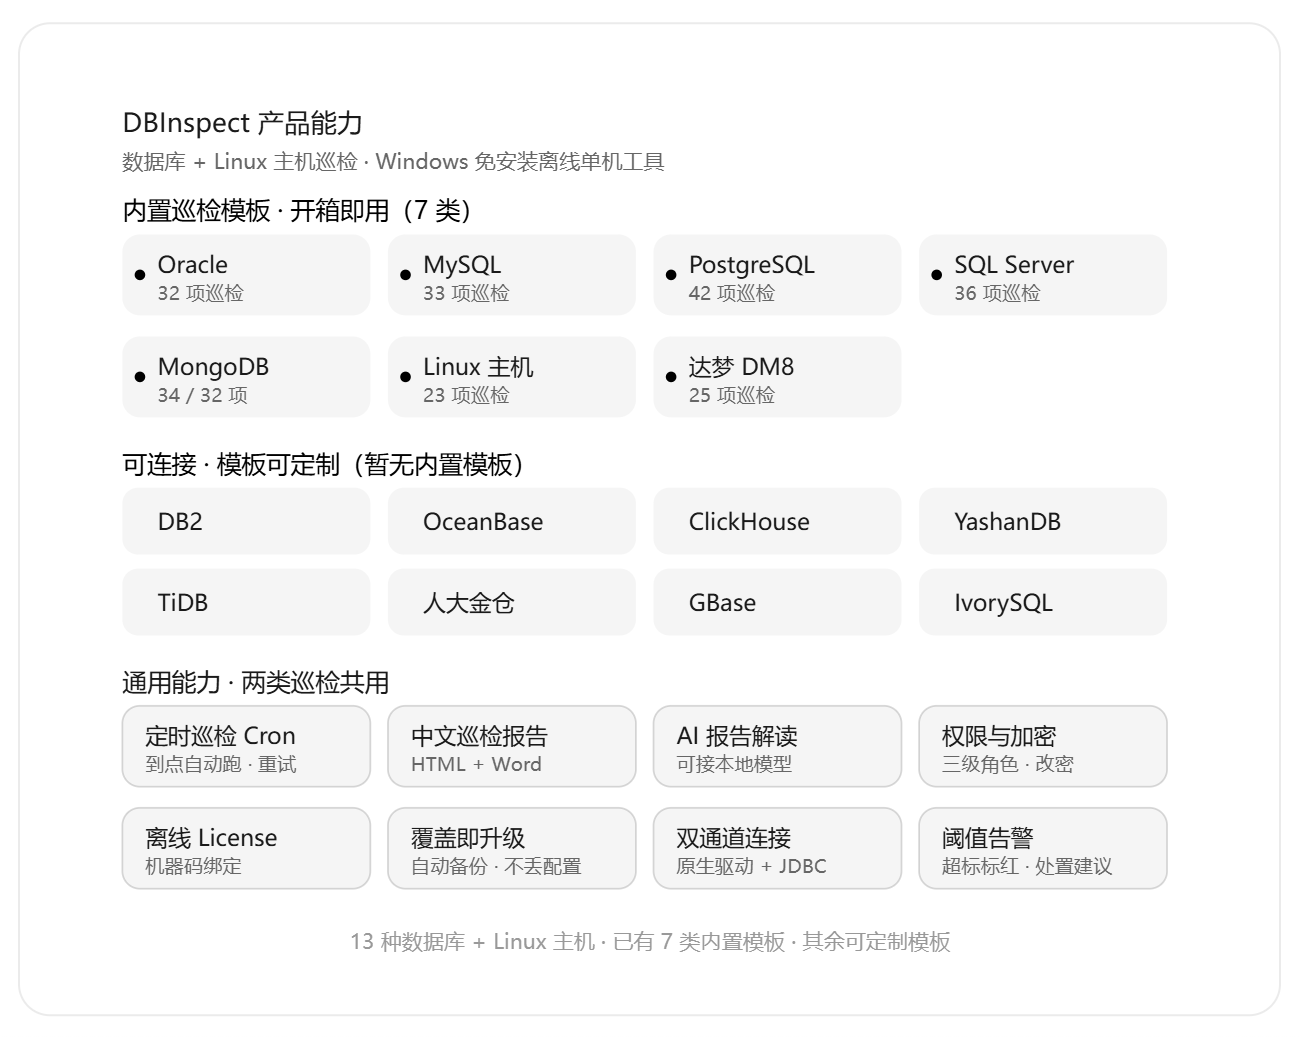 DBInspect 产品能力
数据库 + Linux 主机巡检 · Windows 免安装离线单机工具
内置巡检模板 · 开箱即用（7 类）
Oracle
32 项巡检
MySQL
33 项巡检
PostgreSQL
42 项巡检
SQL Server
36 项巡检
MongoDB
34 / 32 项
Linux 主机
23 项巡检
达梦 DM8
25 项巡检
可连接 · 模板可定制（暂无内置模板）
DB2
OceanBase
ClickHouse
YashanDB
TiDB
人大金仓
GBase
IvorySQL
通用能力 · 两类巡检共用
定时巡检 Cron
到点自动跑 · 重试
中文巡检报告
HTML + Word
AI 报告解读
可接本地模型
权限与加密
三级角色 · 改密
离线 License
机器码绑定
覆盖即升级
自动备份 · 不丢配置
双通道连接
原生驱动 + JDBC
阈值告警
超标标红 · 处置建议
13 种数据库 + Linux 主机 · 已有 7 类内置模板 · 其余可定制模板